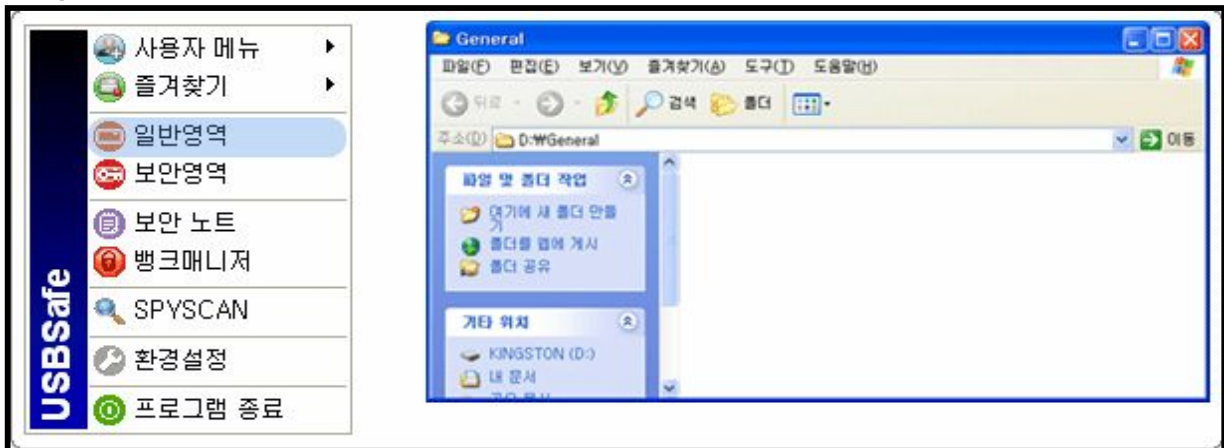 USBSafe
사용자 메뉴
즐겨찾기
일반영역
보안영역
보안 노트
뱅크매니저
SPYSCAN
환경설정
프로그램 종료
General
파일(F) 편집(E) 보기(V) 즐겨찾기(A) 도구(T) 도움말(H)
뒤로 검색 폴더
주소(D) D:₩General 이동
파일 및 폴더 작업
여기에 새 폴더 만들
기
폴더를 웹에 게시
폴더 공유
기타 위치
KINGSTON (D:)
내 문서